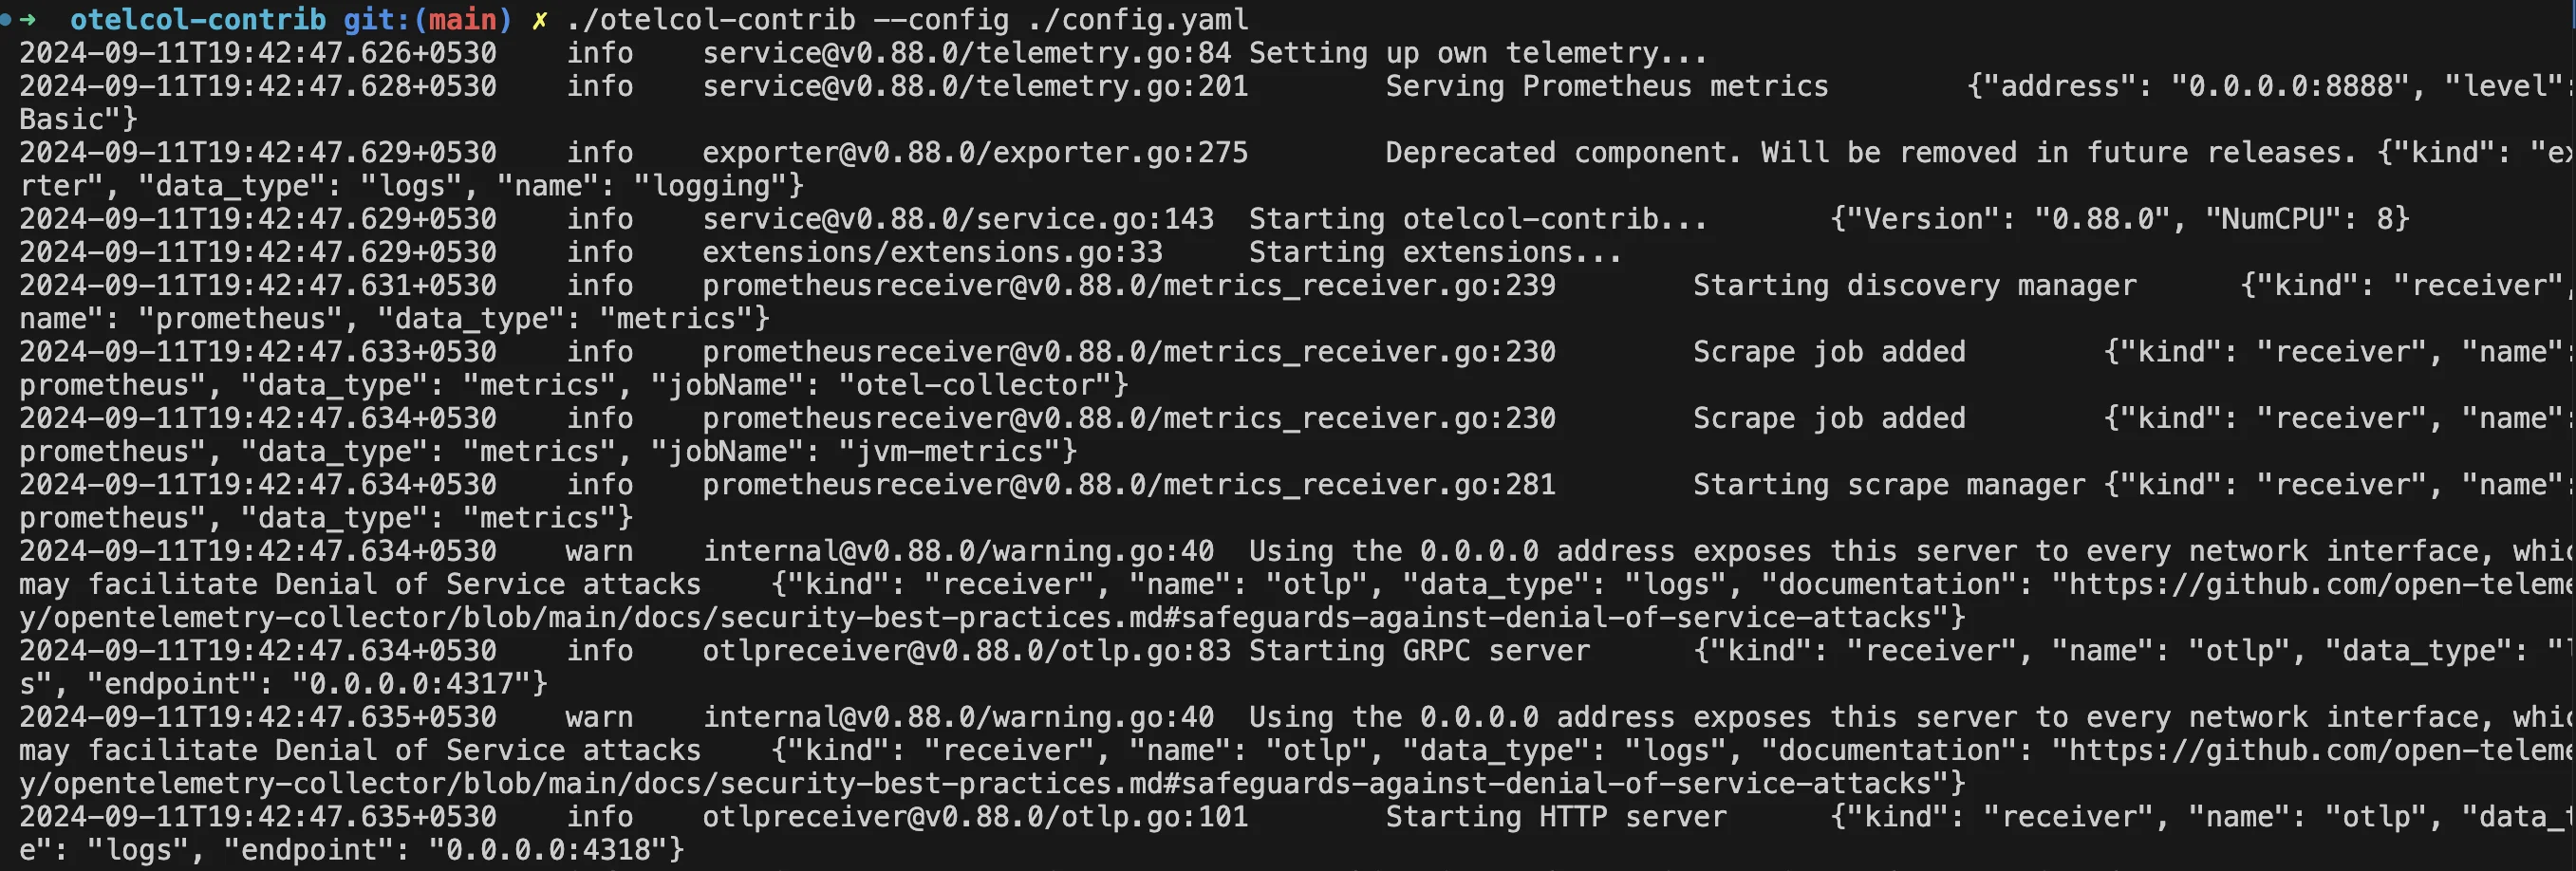 ➜ otelcol-contrib git:(main) ✗ ./otelcol-contrib --config ./config.yaml
2024-09-11T19:42:47.626+0530 info service@v0.88.0/telemetry.go:84 Setting up own telemetry...
2024-09-11T19:42:47.628+0530 info service@v0.88.0/telemetry.go:201 Serving Prometheus metrics {"address": "0.0.0.0:8888", "level":
Basic"}
2024-09-11T19:42:47.629+0530 info exporter@v0.88.0/exporter.go:275 Deprecated component. Will be removed in future releases. {"kind": "ex
rter", "data_type": "logs", "name": "logging"}
2024-09-11T19:42:47.629+0530 info service@v0.88.0/service.go:143 Starting otelcol-contrib... {"Version": "0.88.0", "NumCPU": 8}
2024-09-11T19:42:47.629+0530 info extensions/extensions.go:33 Starting extensions...
2024-09-11T19:42:47.631+0530 info prometheusreceiver@v0.88.0/metrics_receiver.go:239 Starting discovery manager {"kind": "receiver",
name": "prometheus", "data_type": "metrics"}
2024-09-11T19:42:47.633+0530 info prometheusreceiver@v0.88.0/metrics_receiver.go:230 Scrape job added {"kind": "receiver", "name":
prometheus", "data_type": "metrics", "jobName": "otel-collector"}
2024-09-11T19:42:47.634+0530 info prometheusreceiver@v0.88.0/metrics_receiver.go:230 Scrape job added {"kind": "receiver", "name":
prometheus", "data_type": "metrics", "jobName": "jvm-metrics"}
2024-09-11T19:42:47.634+0530 info prometheusreceiver@v0.88.0/metrics_receiver.go:281 Starting scrape manager {"kind": "receiver", "name":
prometheus", "data_type": "metrics"}
2024-09-11T19:42:47.634+0530 warn internal@v0.88.0/warning.go:40 Using the 0.0.0.0 address exposes this server to every network interface, whic
may facilitate Denial of Service attacks {"kind": "receiver", "name": "otlp", "data_type": "logs", "documentation": "https://github.com/open-teleme
y/opentelemetry-collector/blob/main/docs/security-best-practices.md#safeguards-against-denial-of-service-attacks"}
2024-09-11T19:42:47.634+0530 info otlpreceiver@v0.88.0/otlp.go:83 Starting GRPC server {"kind": "receiver", "name": "otlp", "data_type": "l
s", "endpoint": "0.0.0.0:4317"}
2024-09-11T19:42:47.635+0530 warn internal@v0.88.0/warning.go:40 Using the 0.0.0.0 address exposes this server to every network interface, whic
may facilitate Denial of Service attacks {"kind": "receiver", "name": "otlp", "data_type": "logs", "documentation": "https://github.com/open-teleme
y/opentelemetry-collector/blob/main/docs/security-best-practices.md#safeguards-against-denial-of-service-attacks"}
2024-09-11T19:42:47.635+0530 info otlpreceiver@v0.88.0/otlp.go:101 Starting HTTP server {"kind": "receiver", "name": "otlp", "data_t
e": "logs", "endpoint": "0.0.0.0:4318"}